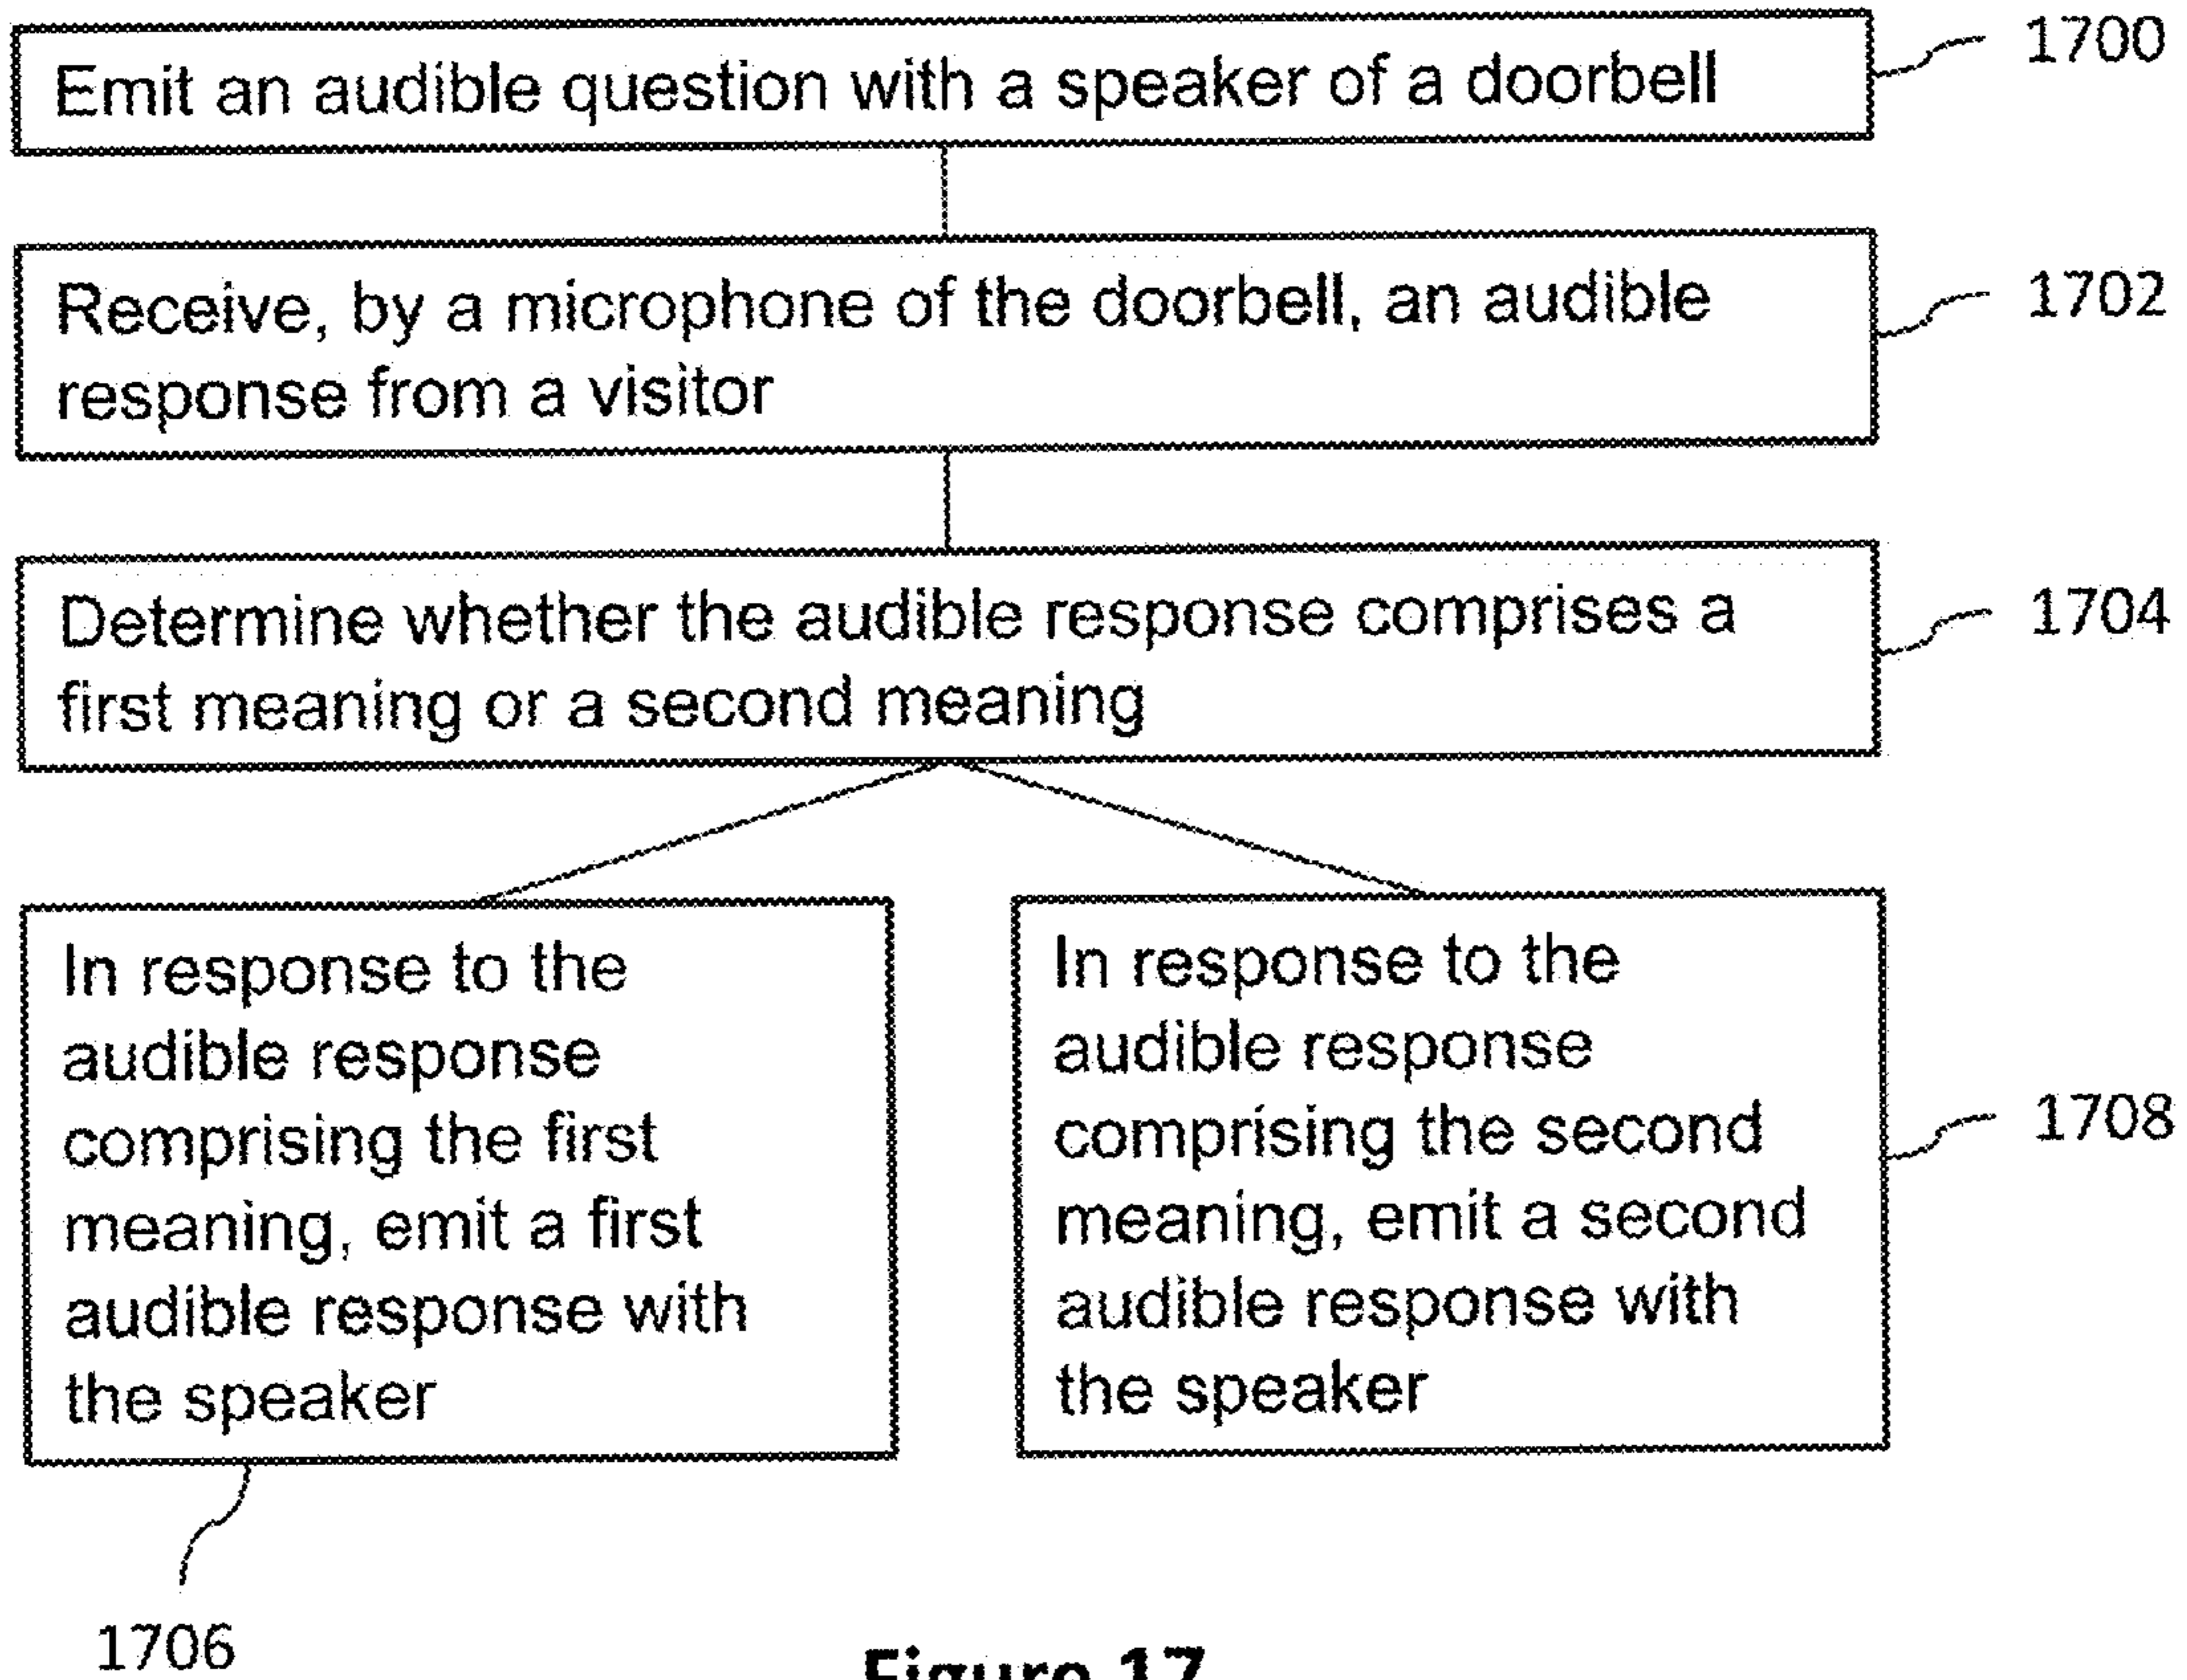 Emit an audible question with a speaker of a doorbell
1700
Receive, by a microphone of the doorbell, an audible
response from a visitor
1702
Determine whether the audible response comprises a
first meaning or a second meaning
1704
In response to the
audible response
comprising the first
meaning, emit a first
audible response with
the speaker
1706
In response to the
audible response
comprising the second
meaning, emit a second
audible response with
the speaker
1708
Figure 17